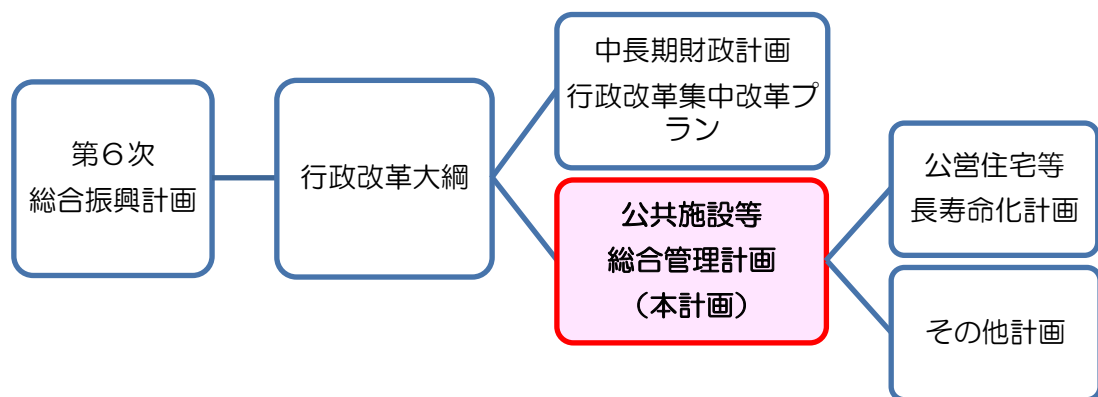 第６次
総合振興計画
行政改革大綱
中長期財政計画
行政改革集中改革プ
ラン
公共施設等
総合管理計画
（本計画）
公営住宅等
長寿命化計画
その他計画